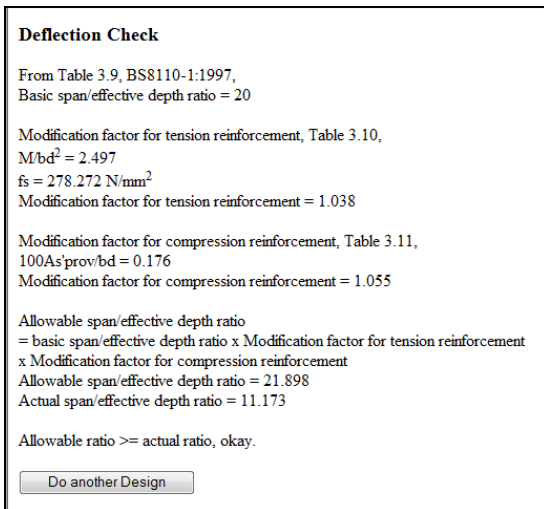 Deflection Check
From Table 3.9, BS8110-1:1997,
Basic span/effective depth ratio = 20
Modification factor for tension reinforcement, Table 3.10,
M/bd² = 2.497
fs = 278.272 N/mm²
Modification factor for tension reinforcement = 1.038
Modification factor for compression reinforcement, Table 3.11,
100As'prov/bd = 0.176
Modification factor for compression reinforcement = 1.055
Allowable span/effective depth ratio
= basic span/effective depth ratio x Modification factor for tension reinforcement
x Modification factor for compression reinforcement
Allowable span/effective depth ratio = 21.898
Actual span/effective depth ratio = 11.173
Allowable ratio >= actual ratio, okay.
Do another Design